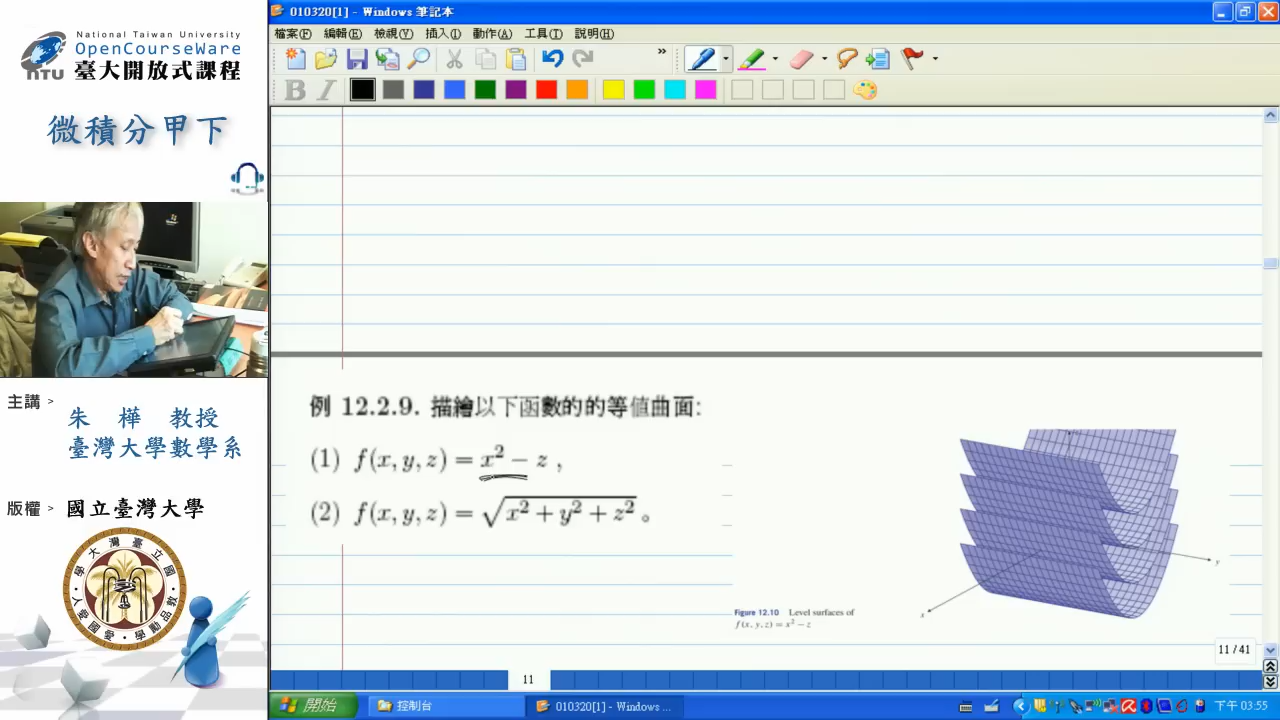 National Taiwan University
OpenCourseWare
臺大開放式課程
NTU
微積分甲下
主講 >
朱 樺 教授
臺灣大學數學系
版權 >
國立臺灣大學
010320[1] - Windows 筆記本
檔案(F) 編輯(E) 檢視(V) 插入(I) 動作(A) 工具(T) 說明(H)
B I
例 12.2.9. 描繪以下函數的的等值曲面:
(1) f(x, y, z) = x² − z ,
(2) f(x, y, z) = √(x² + y² + z²) 。
y
x
Figure 12.10 Level surfaces of
f(x, y, z) = x² − z
11 / 41
11
開始 控制台 010320[1] - Windows ... 下午 03:55